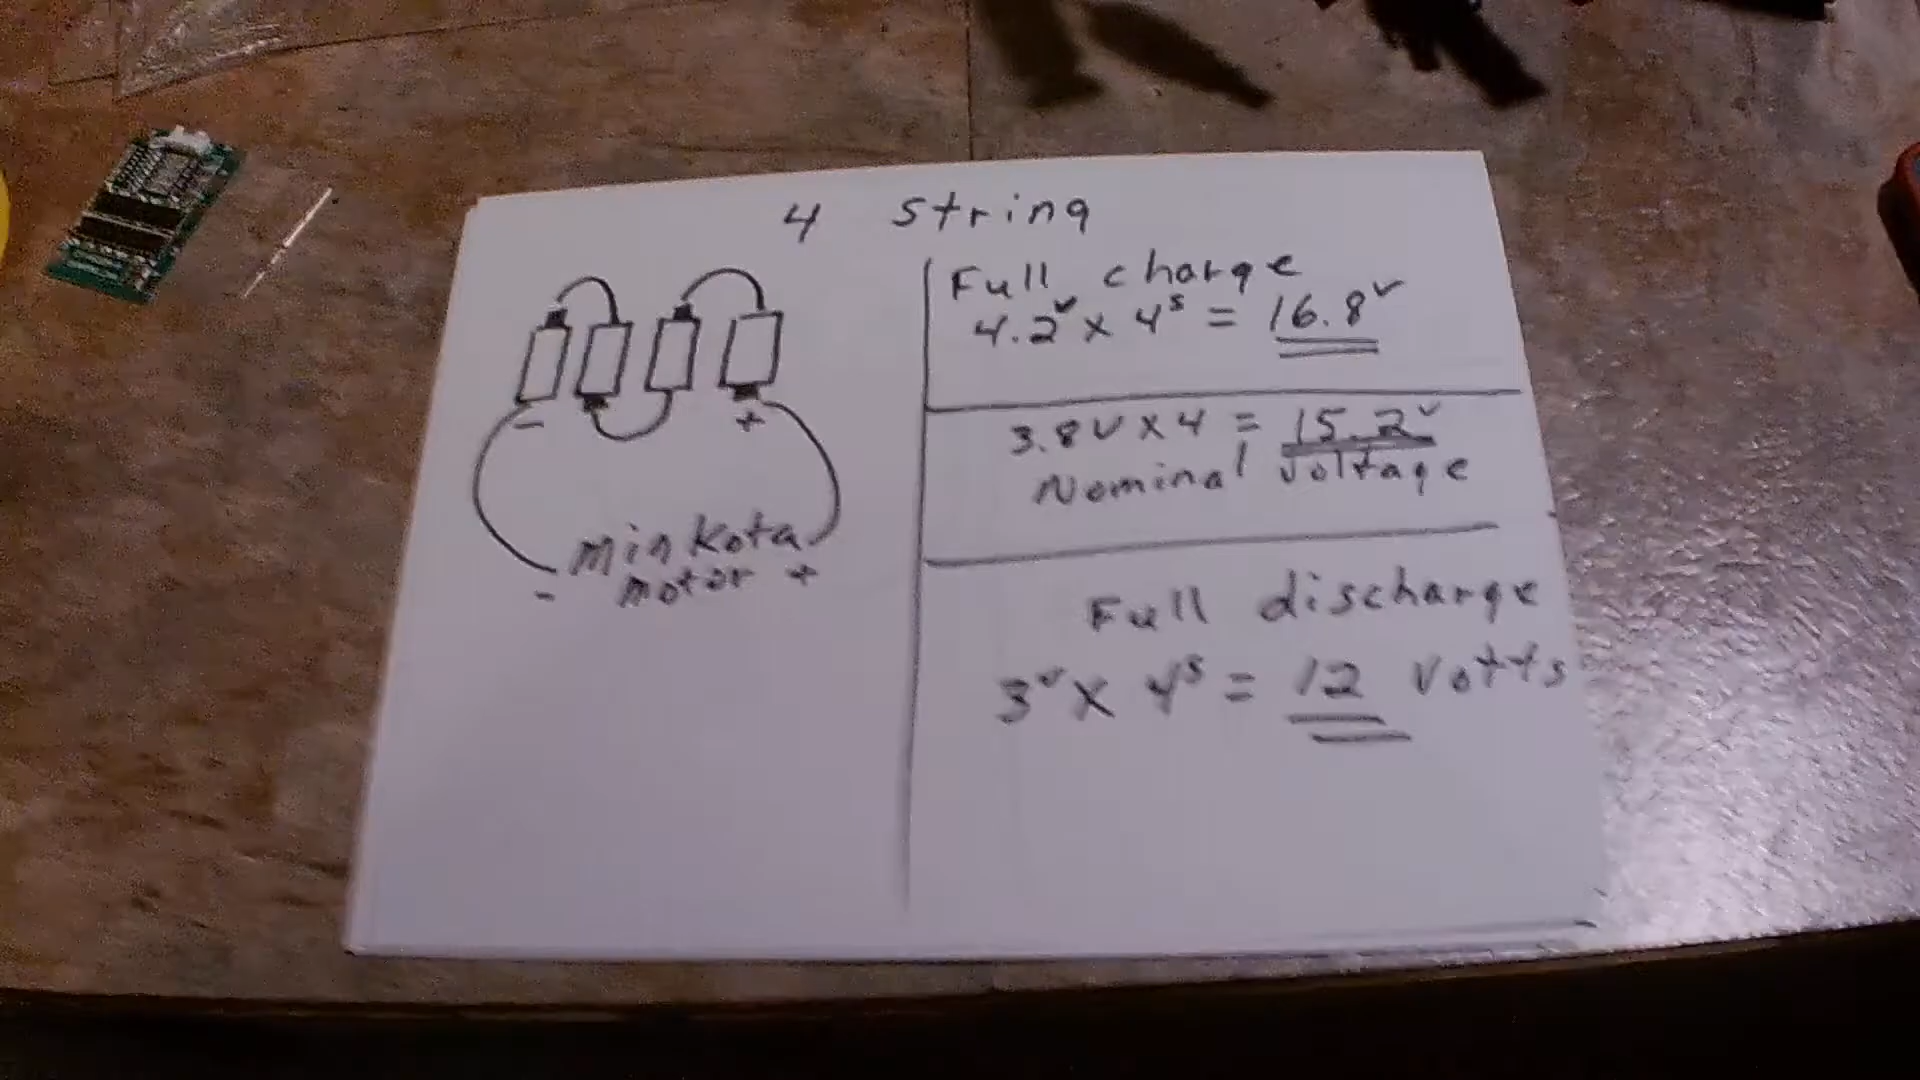 4 string
- +
Minkota
motor +
-
Full charge
4.2v x 4s = 16.8v
3.8v x 4 = 15.2v
Nominal voltage
Full discharge
3v x 4s = 12 volts